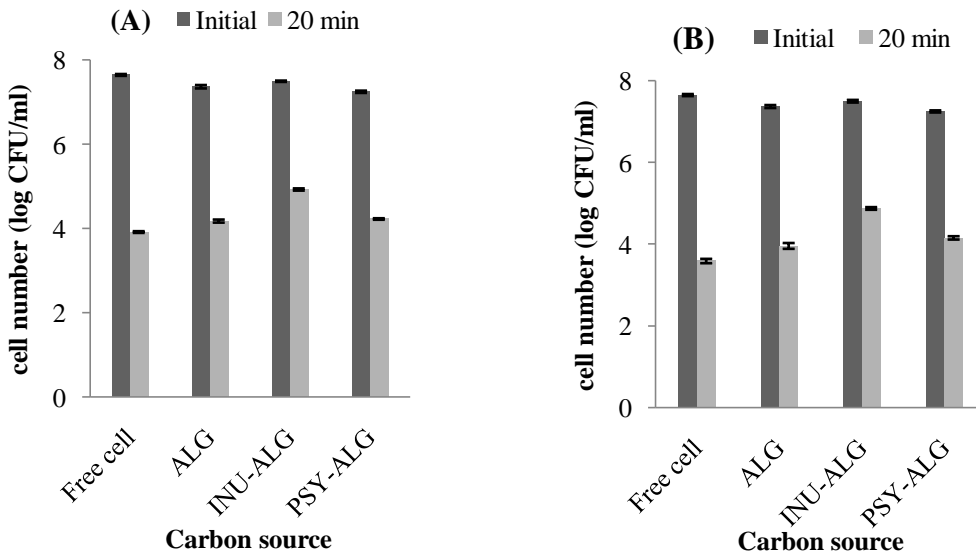 (A)
Initial 20 min
cell number (log CFU/ml)
8
6
4
2
0
Free cell
ALG
INU-ALG
PSY-ALG
Carbon source
(B)
Initial 20 min
cell number (log CFU/ml)
8
6
4
2
0
Free cell
ALG
INU-ALG
PSY-ALG
Carbon source